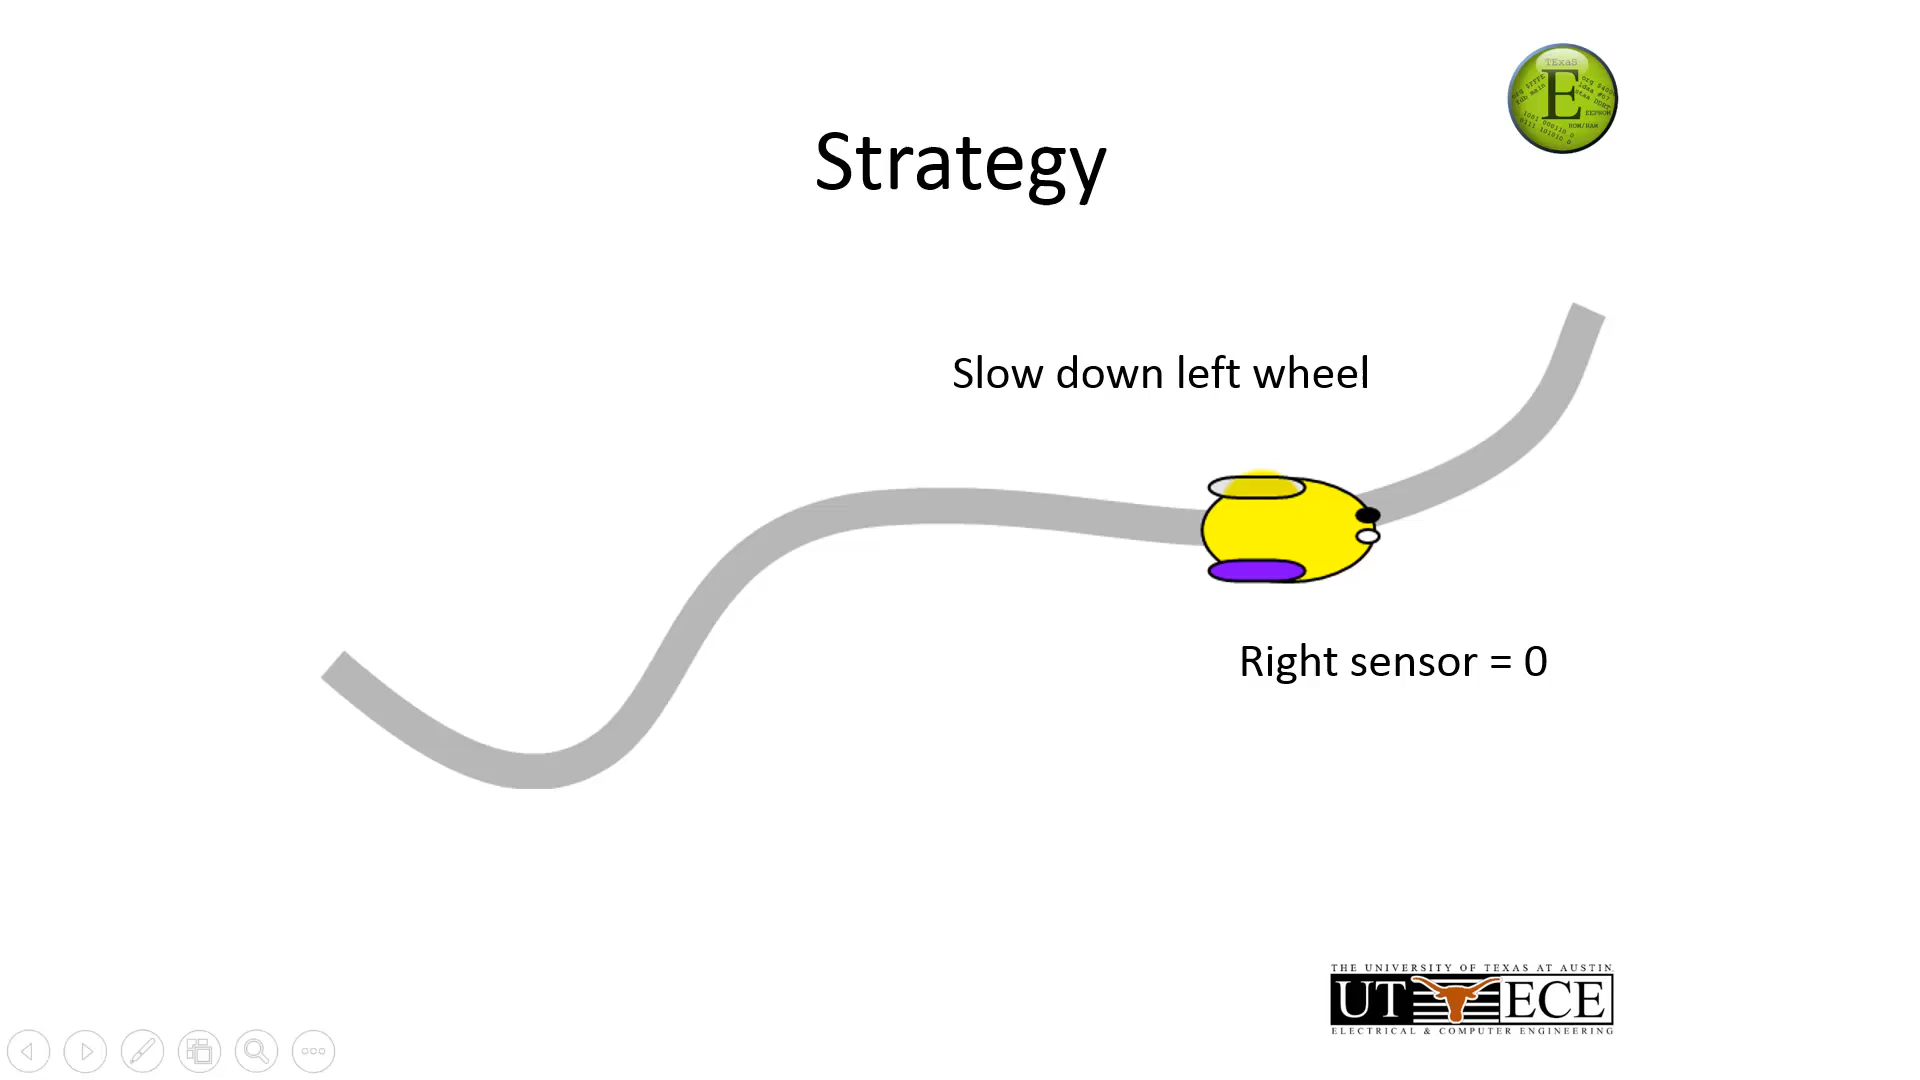 TExaS
E
Strategy
Slow down left wheel
Right sensor = 0
THE UNIVERSITY OF TEXAS AT AUSTIN
UT ECE
ELECTRICAL & COMPUTER ENGINEERING